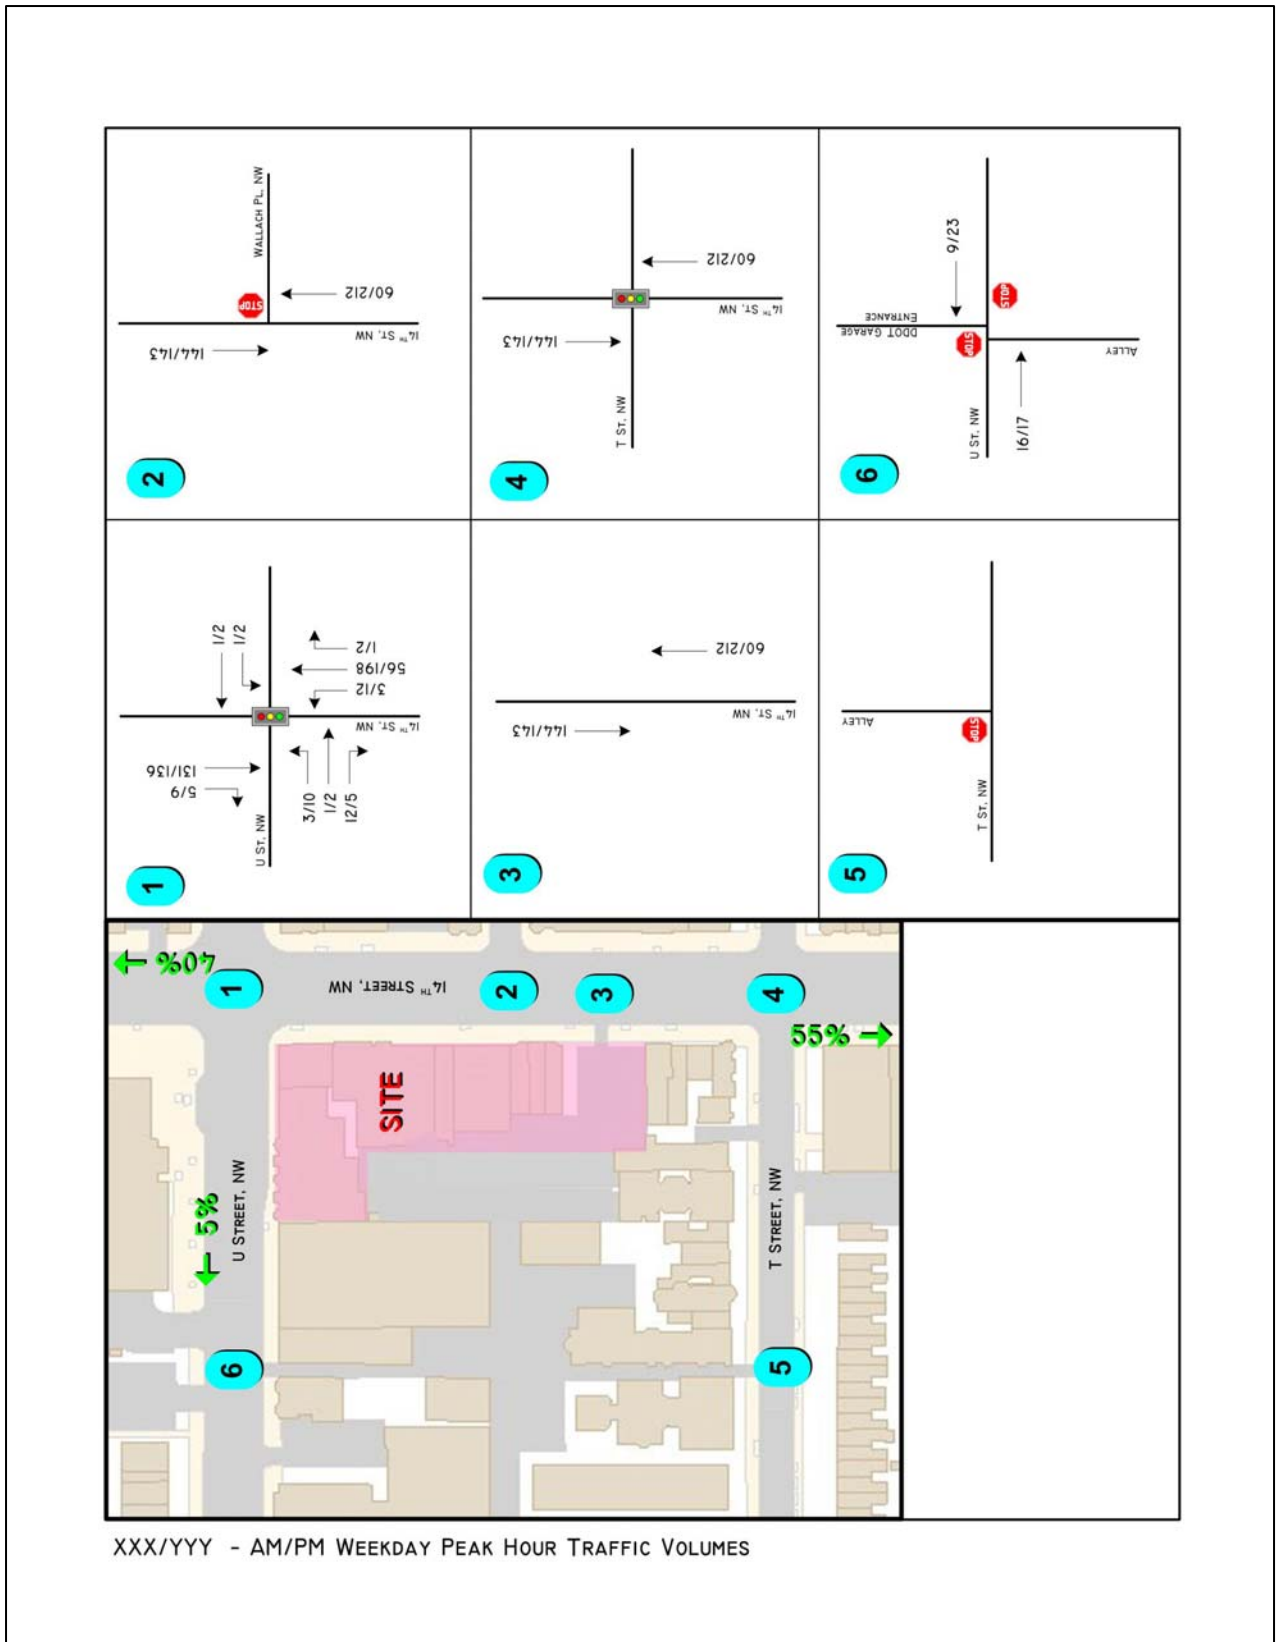 2
WALLACH PL. NW
STOP
60/212
14TH ST. NW
144/143
4
60/212
14TH ST. NW
144/143
T ST. NW
6
9/23
STOP
DDOT GARAGE
ENTRANCE
STOP
ALLEY
U ST. NW
16/17
1
1/2
1/2
1/2
56/198
3/12
14TH ST. NW
131/136
5/9
3/10
1/2
12/5
U ST. NW
3
60/212
14TH ST. NW
144/143
5
ALLEY
STOP
T ST. NW
40%
1
14TH STREET, NW
2
3
4
55%
SITE
5%
U STREET, NW
T STREET, NW
6
5
XXX/YYY - AM/PM WEEKDAY PEAK HOUR TRAFFIC VOLUMES